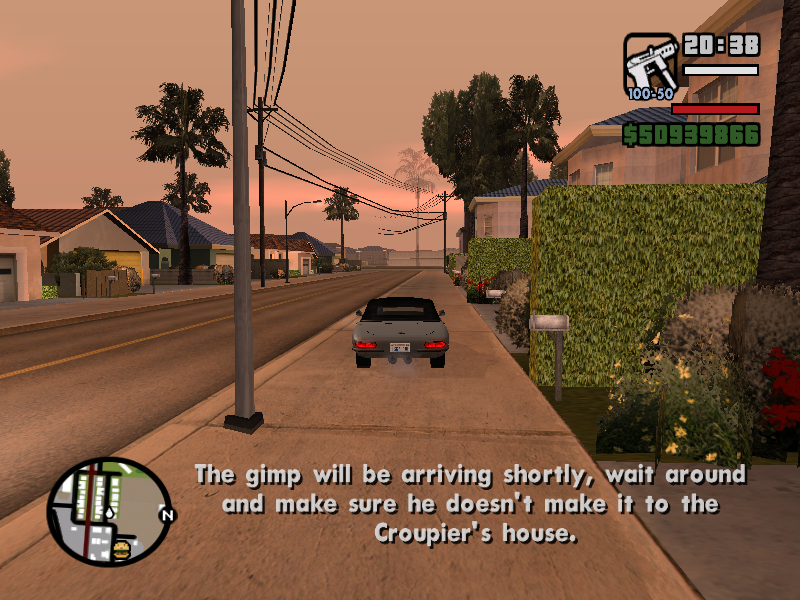 20:38
100-50
$50939866
The gimp will be arriving shortly, wait around
and make sure he doesn't make it to the
Croupier's house.
N